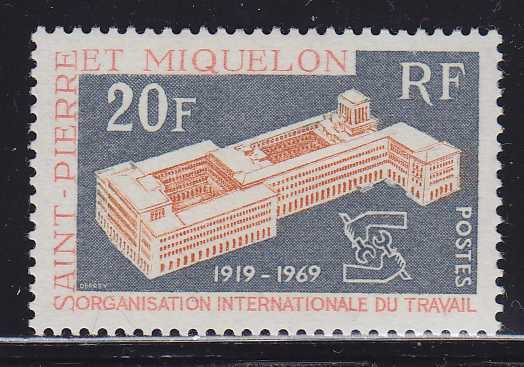 SAINT-PIERRE ET MIQUELON
20F
RF
POSTES
1919-1969
ORGANISATION INTERNATIONALE DU TRAVAIL